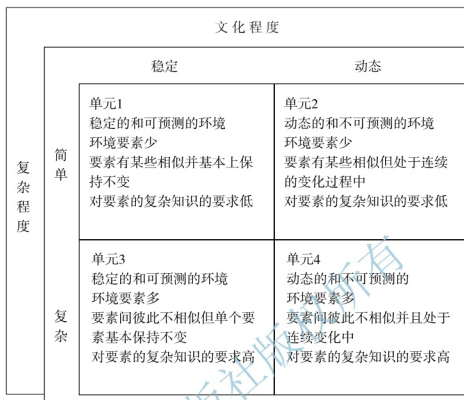 文化程度
稳定
动态
复杂程度
简单
单元1
稳定的和可预测的环境
环境要素少
要素有某些相似并基本上保
持不变
对要素的复杂知识的要求低
单元2
动态的和不可预测的环境
环境要素少
要素有某些相似但处于连续
的变化过程中
对要素的复杂知识的要求低
复杂
单元3
稳定的和可预测的环境
环境要素多
要素间彼此不相似但单个要
素基本保持不变
对要素的复杂知识的要求高
单元4
动态的和不可预测的
环境要素多
要素间彼此不相似并且处于
连续变化中
对要素的复杂知识的要求高
版社版权所有